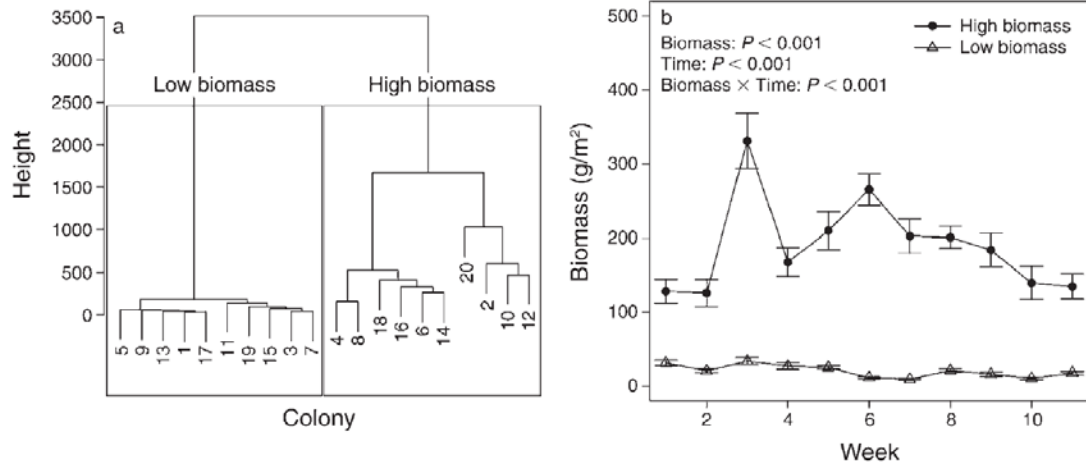 a
3500
3000
2500
2000
1500
1000
500
0
Height
Low biomass
High biomass
5 9 13 1 17 11 19 15 3 7
4 8 18 16 6 14 20 2 10 12
Colony
b
Biomass: P < 0.001
Time: P < 0.001
Biomass × Time: P < 0.001
High biomass
Low biomass
500
400
300
200
100
0
Biomass (g/m²)
2 4 6 8 10
Week